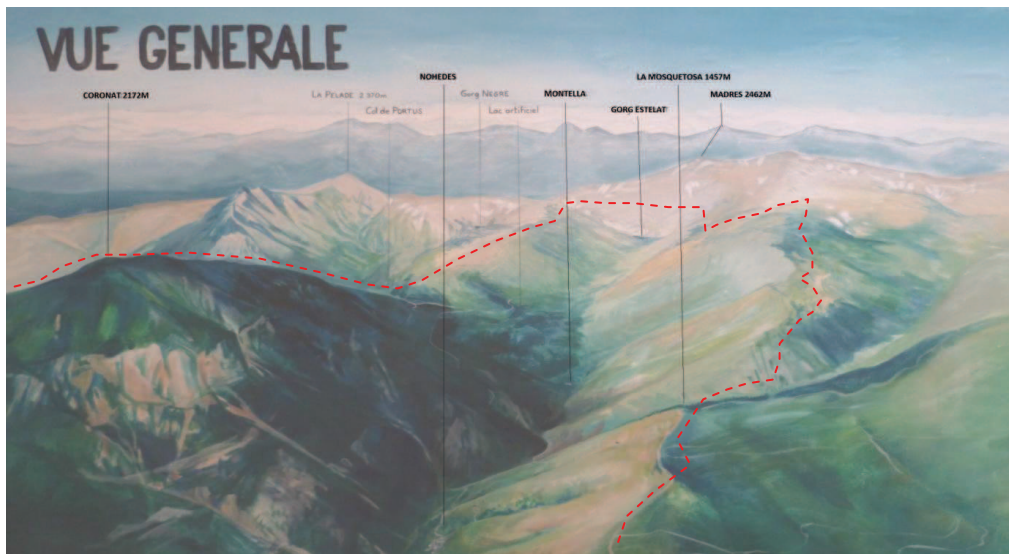 VUE GENERALE
NOHEDES
LA MOSQUETOSA 1457M
CORONAT 2172M
LA PELADE 2 370m
Gorg NEGRE
MONTELLA
MADRES 2462M
Col de PORTUS
Lac artificiel
GORG ESTELAT